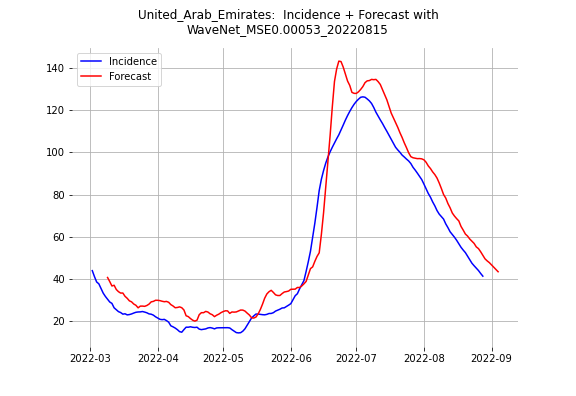 United_Arab_Emirates:  Incidence + Forecast with
WaveNet_MSE0.00053_20220815
Incidence
Forecast
140
120
100
80
60
40
20
2022-03 2022-04 2022-05 2022-06 2022-07 2022-08 2022-09